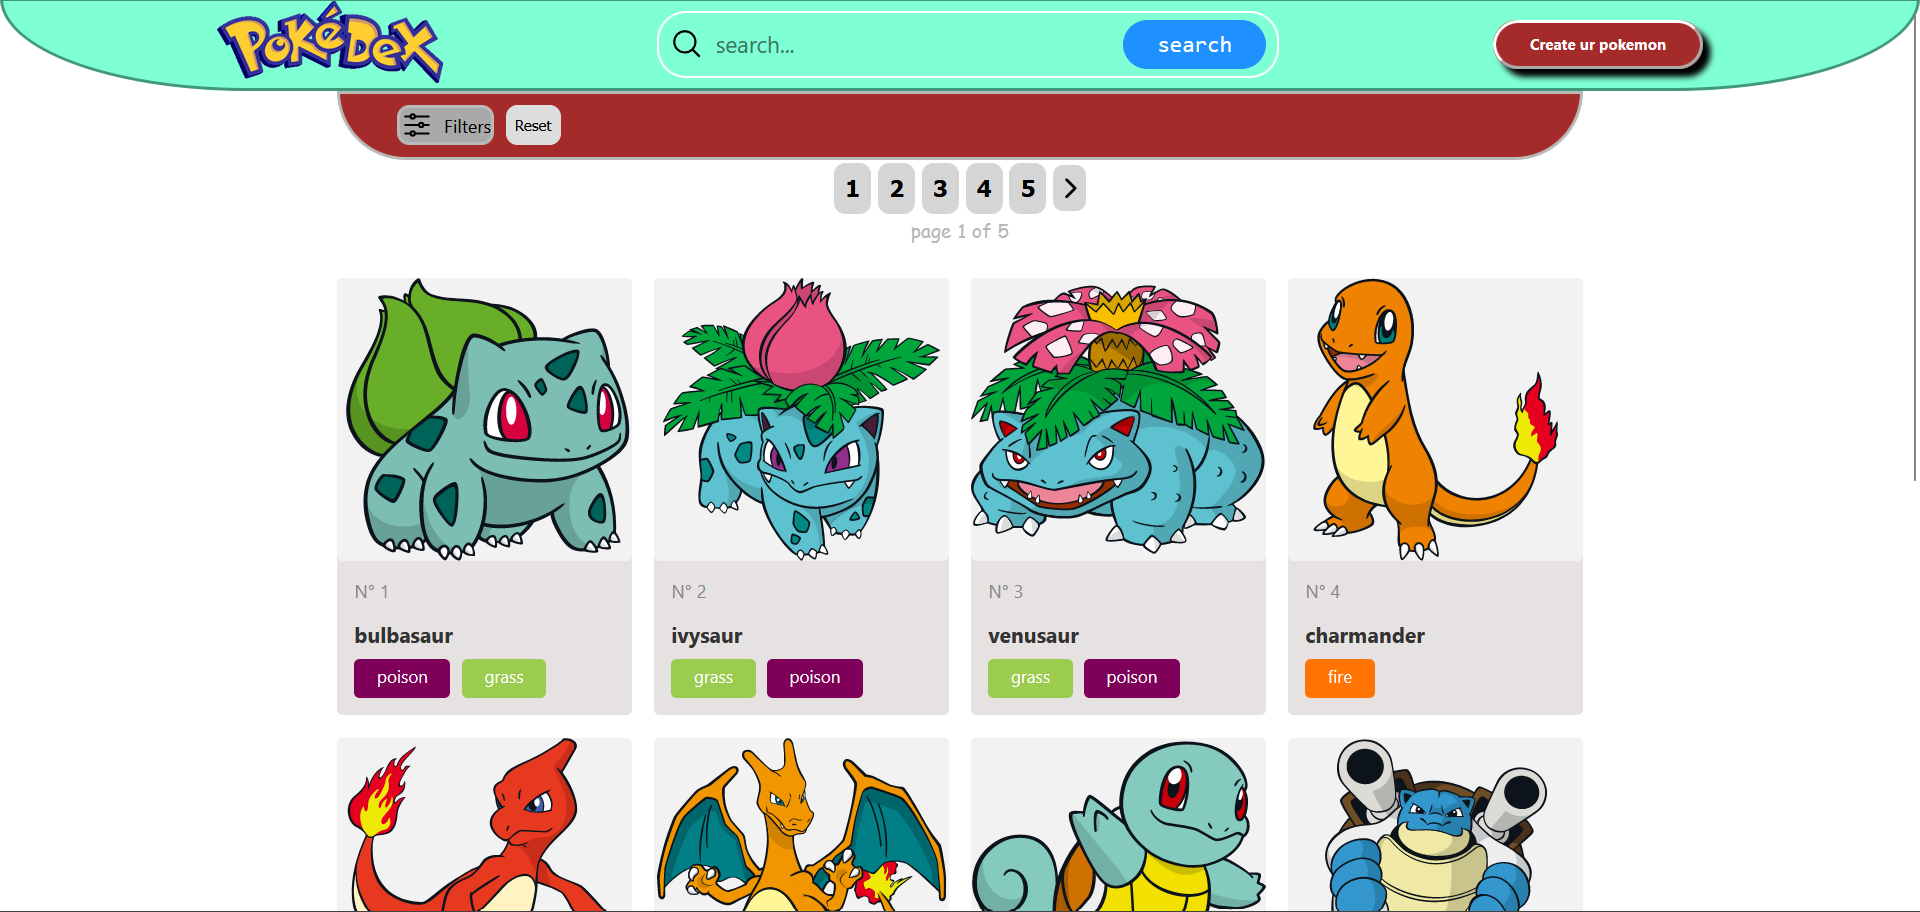 PokéDex
search...
search
Create ur pokemon
Filters
Reset
1 2 3 4 5
page 1 of 5
N° 1
bulbasaur
poison grass
N° 2
ivysaur
grass poison
N° 3
venusaur
grass poison
N° 4
charmander
fire